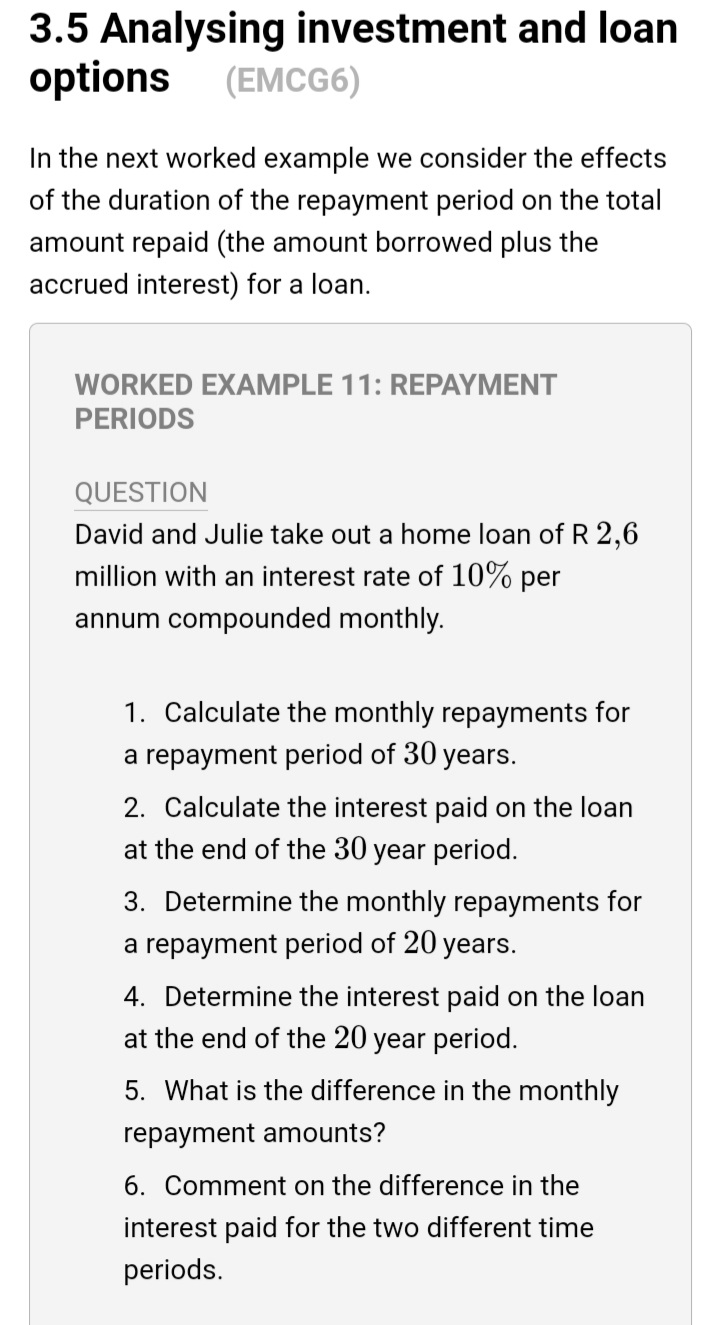 3.5 Analysing investment and loan
options (EMCG6)
In the next worked example we consider the effects
of the duration of the repayment period on the total
amount repaid (the amount borrowed plus the
accrued interest) for a loan.
WORKED EXAMPLE 11: REPAYMENT
PERIODS
QUESTION
David and Julie take out a home loan of R 2,6
million with an interest rate of 10% per
annum compounded monthly.
1. Calculate the monthly repayments for
a repayment period of 30 years.
2. Calculate the interest paid on the loan
at the end of the 30 year period.
3. Determine the monthly repayments for
a repayment period of 20 years.
4. Determine the interest paid on the loan
at the end of the 20 year period.
5. What is the difference in the monthly
repayment amounts?
6. Comment on the difference in the
interest paid for the two different time
periods.